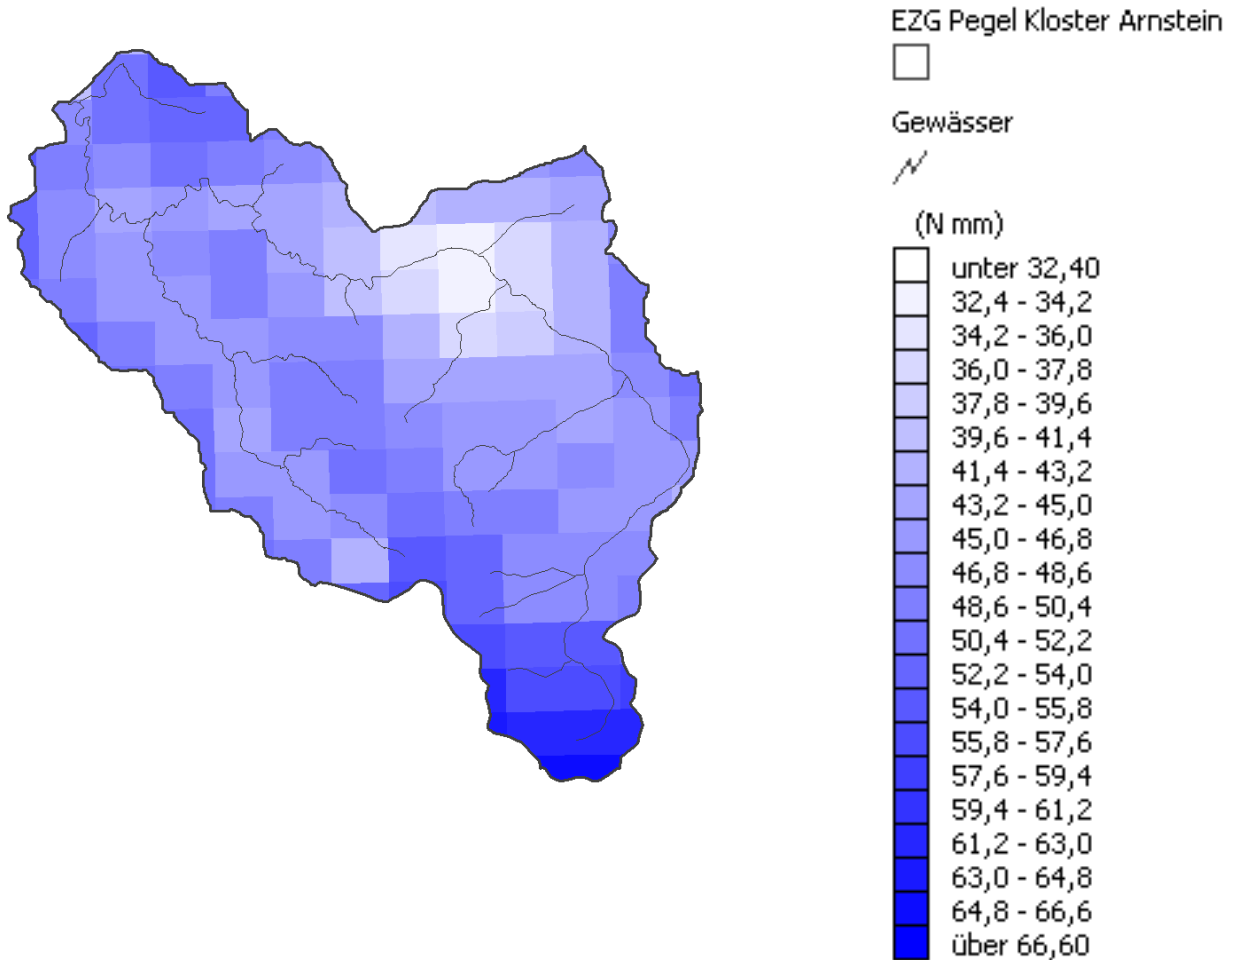 EZG Pegel Kloster Arnstein
Gewässer
(N mm)
unter 32,40
32,4 - 34,2
34,2 - 36,0
36,0 - 37,8
37,8 - 39,6
39,6 - 41,4
41,4 - 43,2
43,2 - 45,0
45,0 - 46,8
46,8 - 48,6
48,6 - 50,4
50,4 - 52,2
52,2 - 54,0
54,0 - 55,8
55,8 - 57,6
57,6 - 59,4
59,4 - 61,2
61,2 - 63,0
63,0 - 64,8
64,8 - 66,6
über 66,60